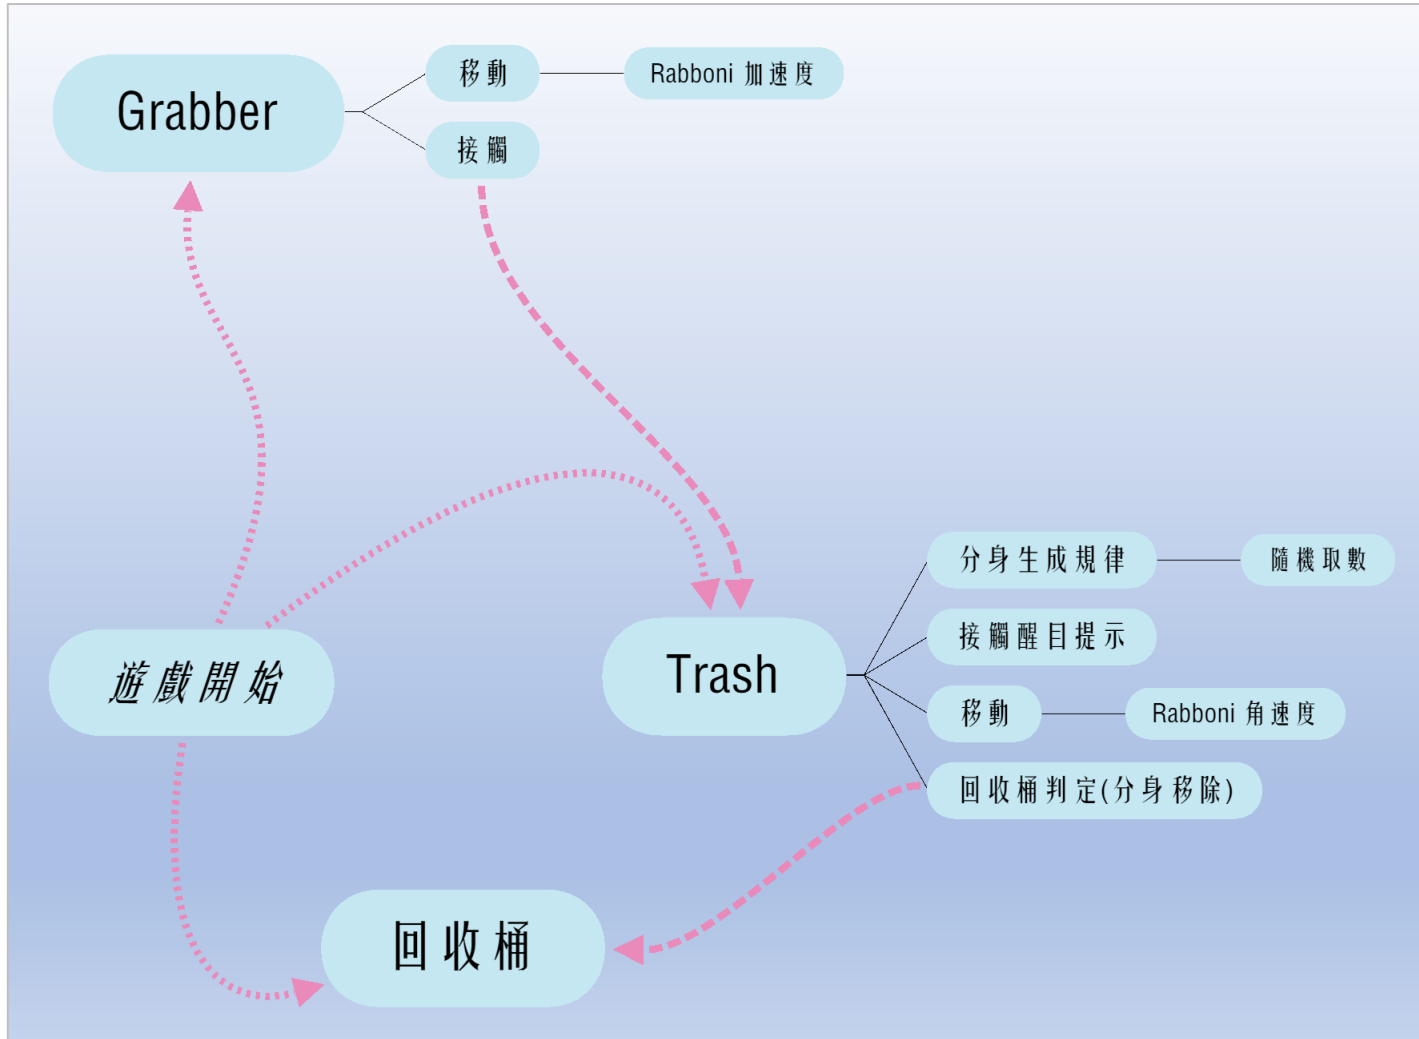 Grabber
移動
Rabboni 加速度
接觸
遊戲開始
Trash
分身生成規律
隨機取數
接觸醒目提示
移動
Rabboni 角速度
回收桶判定(分身移除)
回收桶